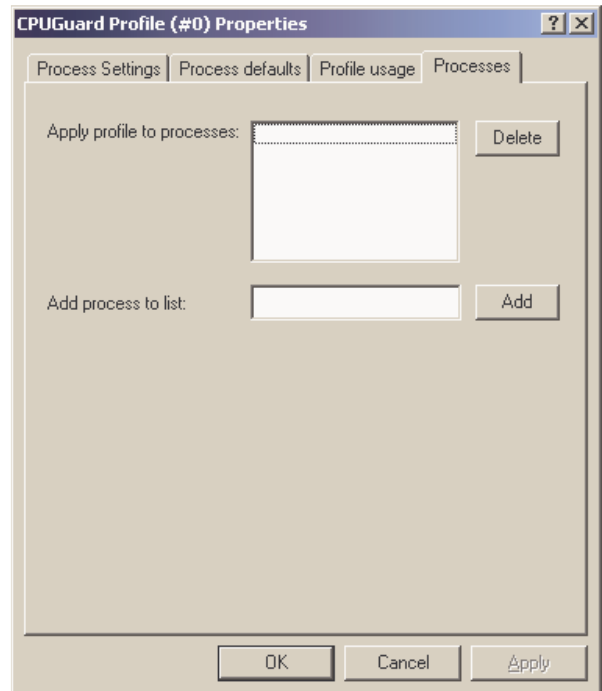 CPUGuard Profile (#0) Properties
Process Settings Process defaults Profile usage Processes
Apply profile to processes: Delete
Add process to list: Add
OK Cancel Apply